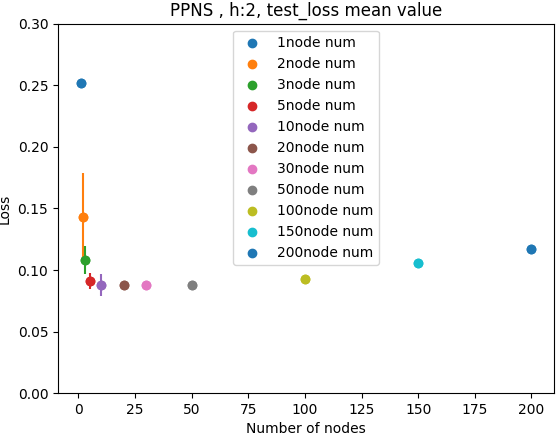 PPNS , h:2, test_loss mean value
0.30
0.25
0.20
0.15
0.10
0.05
0.00
Loss
1node num
2node num
3node num
5node num
10node num
20node num
30node num
50node num
100node num
150node num
200node num
0 25 50 75 100 125 150 175 200
Number of nodes